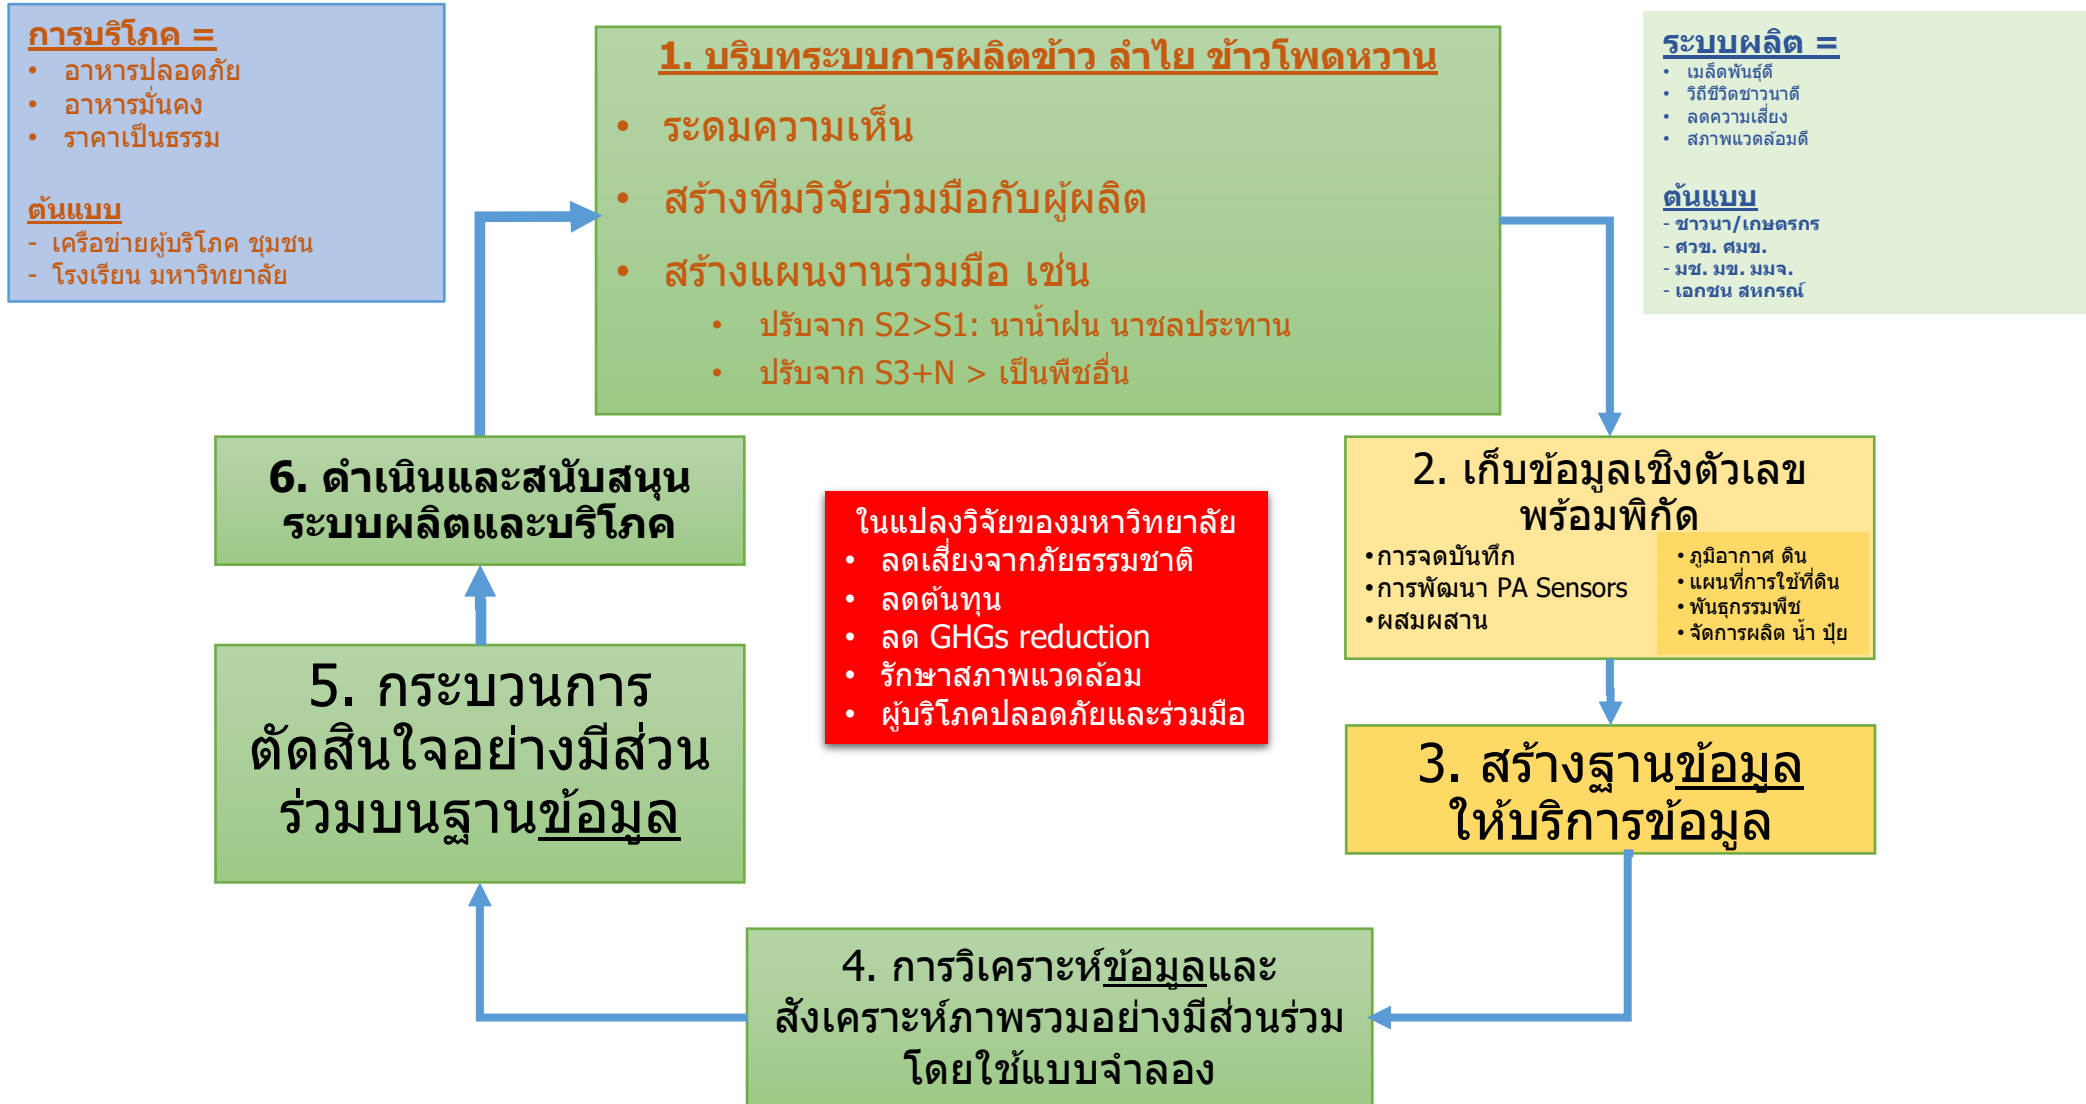 การบริโภค =
• อาหารปลอดภัย
• อาหารมั่นคง
• ราคาเป็นธรรม
ต้นแบบ
- เครือข่ายผู้บริโภค ชุมชน
- โรงเรียน มหาวิทยาลัย
1. บริบทระบบการผลิตข้าว ลำไย ข้าวโพดหวาน
• ระดมความเห็น
• สร้างทีมวิจัยร่วมมือกับผู้ผลิต
• สร้างแผนงานร่วมมือ เช่น
• ปรับจาก S2>S1: นาน้ำฝน นาชลประทาน
• ปรับจาก S3+N > เป็นพืชอื่น
ระบบผลิต =
• เมล็ดพันธุ์ดี
• วิถีชีวิตชาวนาดี
• ลดความเสี่ยง
• สภาพแวดล้อมดี
ต้นแบบ
- ชาวนา/เกษตรกร
- ศวข. ศมข.
- มช. มข. มมจ.
- เอกชน สหกรณ์
2. เก็บข้อมูลเชิงตัวเลข
พร้อมพิกัด
•การจดบันทึก
•การพัฒนา PA Sensors
•ผสมผสาน
• ภูมิอากาศ ดิน
• แผนที่การใช้ที่ดิน
• พันธุกรรมพืช
• จัดการผลิต น้ำ ปุ๋ย
3. สร้างฐานข้อมูล
ให้บริการข้อมูล
4. การวิเคราะห์ข้อมูลและ
สังเคราะห์ภาพรวมอย่างมีส่วนร่วม
โดยใช้แบบจำลอง
5. กระบวนการ
ตัดสินใจอย่างมีส่วน
ร่วมบนฐานข้อมูล
6. ดำเนินและสนับสนุน
ระบบผลิตและบริโภค
ในแปลงวิจัยของมหาวิทยาลัย
• ลดเสี่ยงจากภัยธรรมชาติ
• ลดต้นทุน
• ลด GHGs reduction
• รักษาสภาพแวดล้อม
• ผู้บริโภคปลอดภัยและร่วมมือ